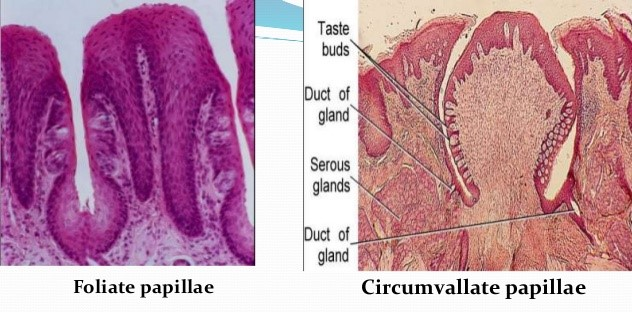 Taste
buds
Duct of
gland
Serous
glands
Duct of
gland
Foliate papillae
Circumvallate papillae